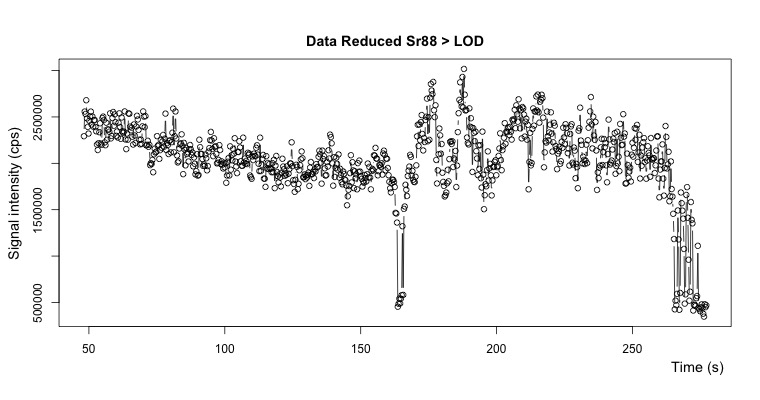 Data Reduced Sr88 > LOD
Signal intensity (cps)
2500000
1500000
500000
50 100 150 200 250
Time (s)